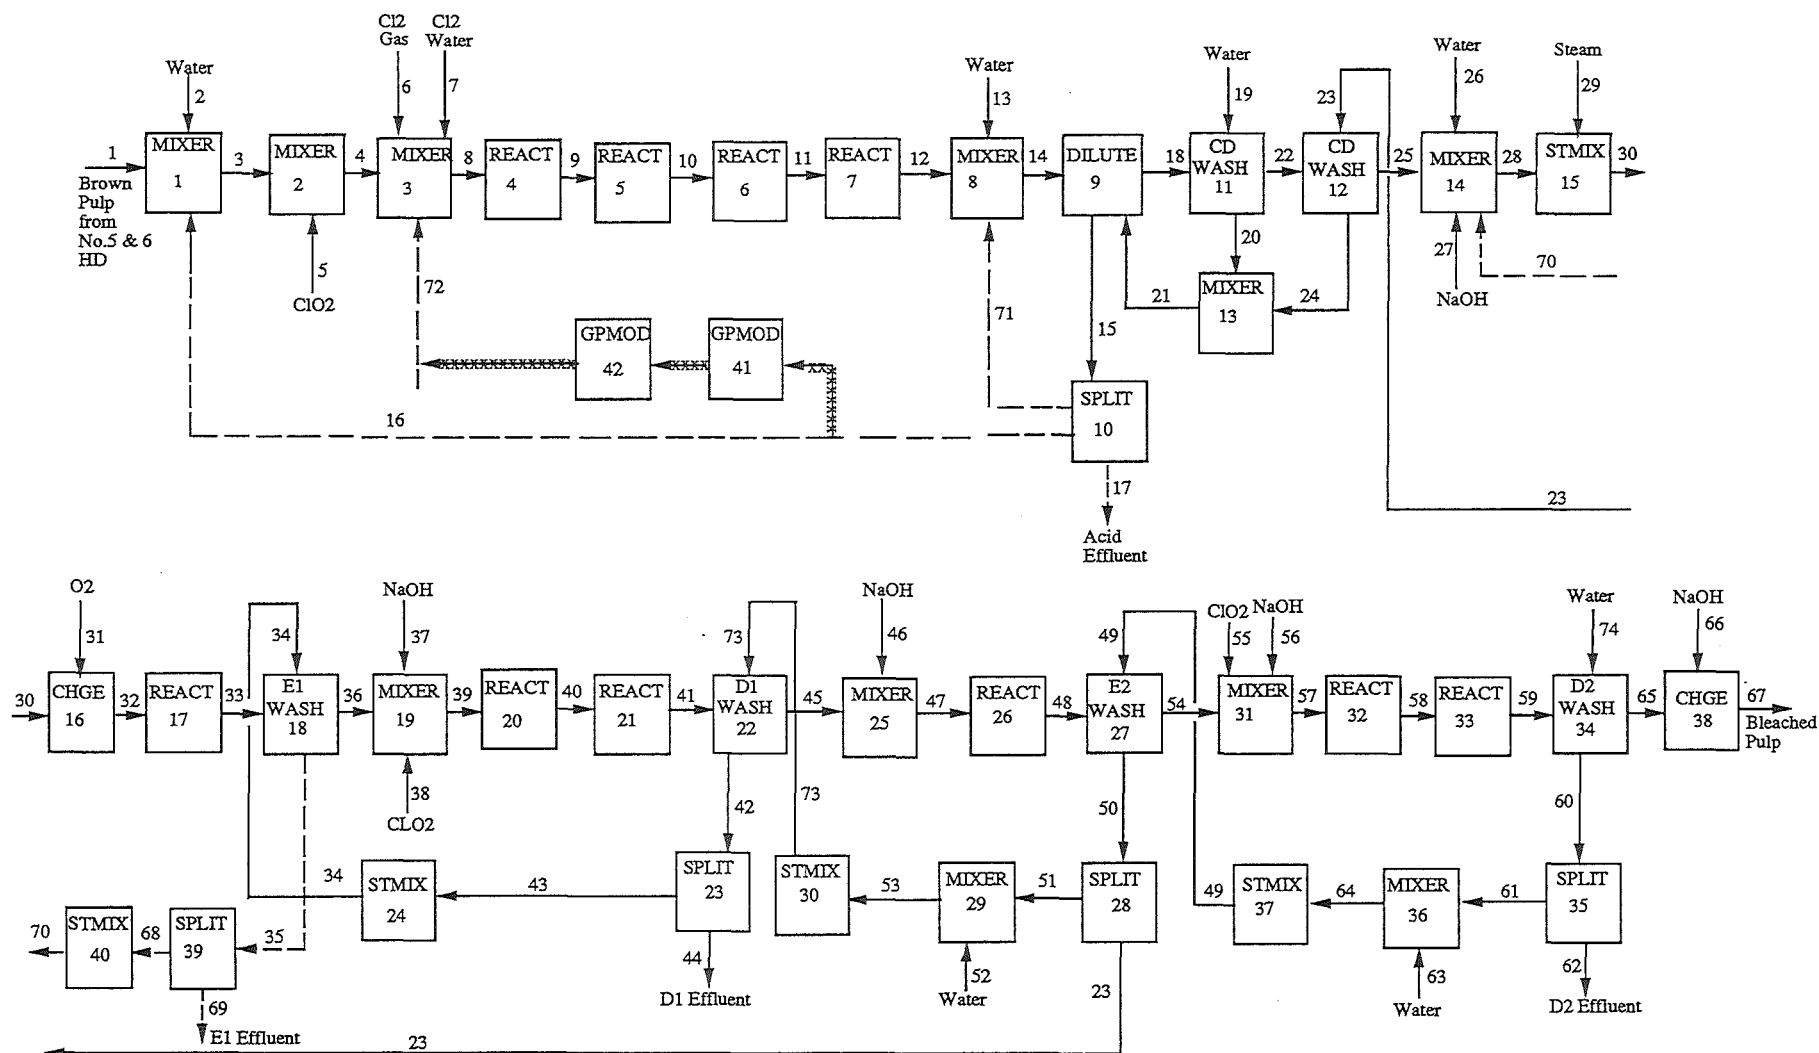 Cl2
Gas
Cl2
Water
Water
2
6
7
Water
13
Water
19
23
Water
26
Steam
29
1
MIXER
1
3
MIXER
2
4
MIXER
3
8
REACT
4
9
REACT
5
10
REACT
6
11
REACT
7
12
MIXER
8
14
DILUTE
9
18
CD
WASH
11
22
CD
WASH
12
25
MIXER
14
28
STMIX
15
30
Brown
Pulp
from
No.5 & 6
HD
5
ClO2
72
71
15
20
21
MIXER
13
24
27
NaOH
70
GPMOD
42
GPMOD
41
XXXXXXXXXXXXX
XXXX
16
SPLIT
10
17
Acid
Effluent
23
O2
31
34
NaOH
37
73
NaOH
46
49
ClO2
55
NaOH
56
Water
74
NaOH
66
30
CHGE
16
32
REACT
17
33
E1
WASH
18
36
MIXER
19
39
REACT
20
40
REACT
21
41
D1
WASH
22
45
MIXER
25
47
REACT
26
48
E2
WASH
27
54
MIXER
31
57
REACT
32
58
REACT
33
59
D2
WASH
34
65
CHGE
38
67
Bleached
Pulp
38
CLO2
42
73
50
60
34
STMIX
24
43
SPLIT
23
STMIX
30
53
MIXER
29
51
SPLIT
28
STMIX
37
49
64
MIXER
36
61
SPLIT
35
70
STMIX
40
68
SPLIT
39
35
44
D1 Effluent
52
Water
23
63
Water
62
D2 Effluent
69
E1 Effluent
23